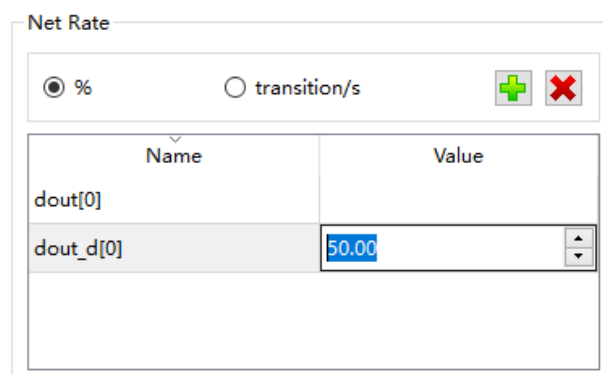 Net Rate
% transition/s
Name Value
dout[0]
dout_d[0] 50.00